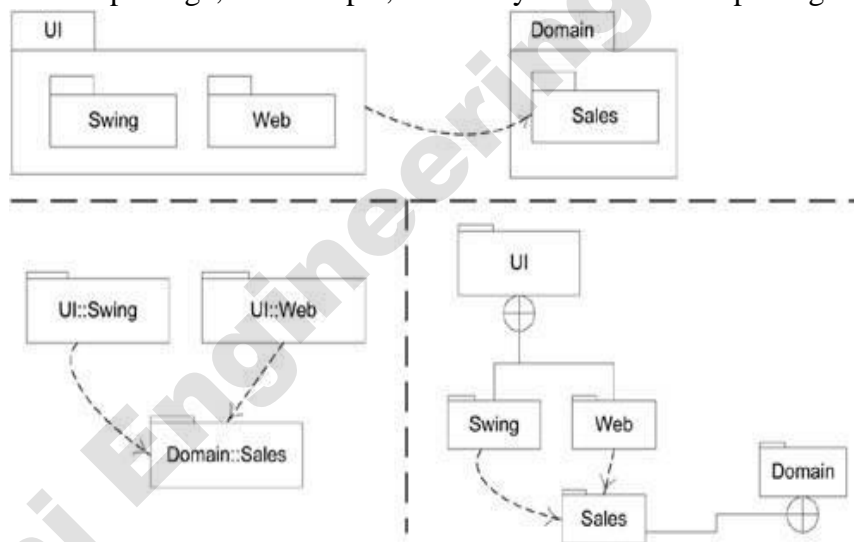 UI
Domain
Swing
Web
Sales
UI::Swing
UI::Web
Domain::Sales
UI
Swing
Web
Domain
Sales